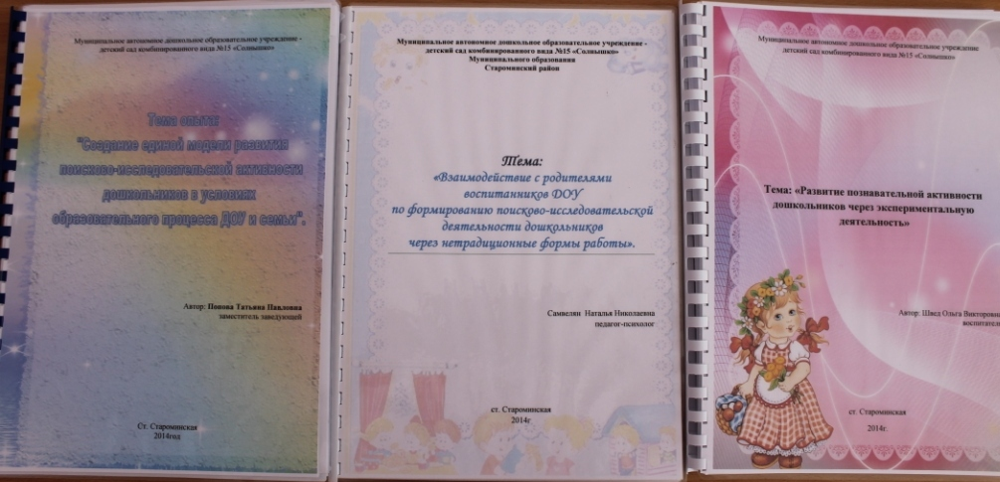 Муниципальное автономное дошкольное образовательное учреждение -
детский сад комбинированного вида №15 «Солнышко»
Тема опыта:
"Создание единой модели развития
поисково-исследовательской активности
дошкольников в условиях
образовательного процесса ДОУ и семьи".
Автор: Попова Татьяна Павловна
заместитель заведующей
Ст. Староминская
2014год
Муниципальное автономное дошкольное образовательное учреждение -
детский сад комбинированного вида №15 «Солнышко»
Муниципального образования
Староминский район
Тема:
«Взаимодействие с родителями
воспитанников ДОУ
по формированию поисково-исследовательской
деятельности дошкольников
через нетрадиционные формы работы».
Самвелян Наталья Николаевна
педагог-психолог
ст. Староминская
2014г
Муниципальное автономное дошкольное образовательное учреждение
детский сад комбинированного вида №15 «Солнышко»
Тема: «Развитие познавательной активности
дошкольников через экспериментальную
деятельность»
Автор: Швед Ольга Викторовна
воспитатель
ст. Староминская
2014г.